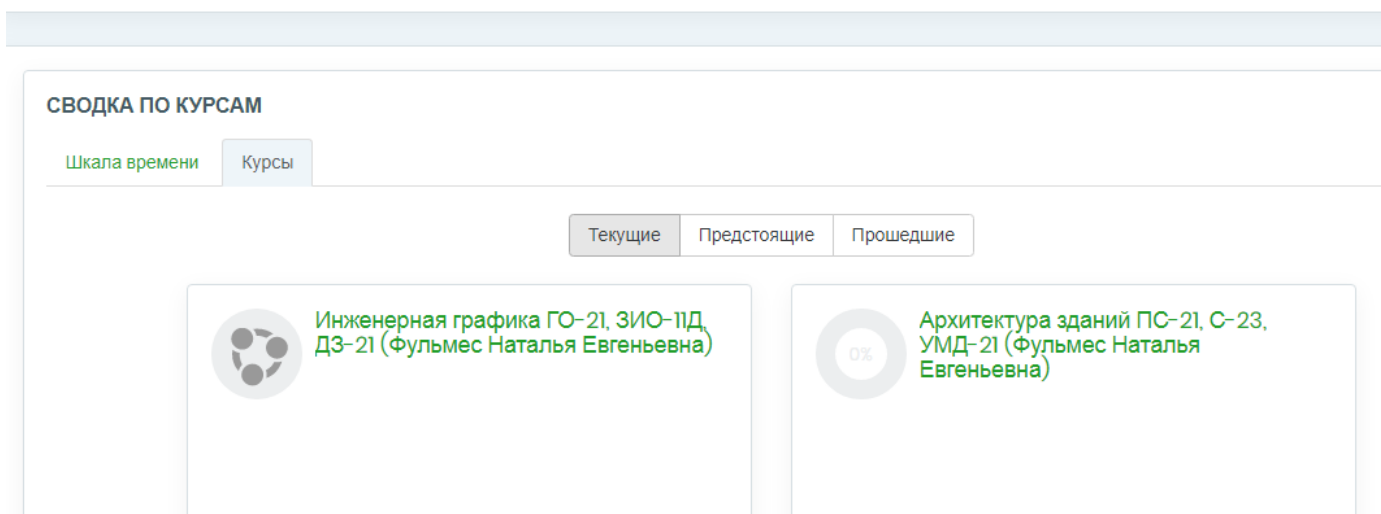 СВОДКА ПО КУРСАМ
Шкала времени Курсы
Текущие Предстоящие Прошедшие
Инженерная графика ГО-21, ЗИО-11Д,
ДЗ-21 (Фульмес Наталья Евгеньевна)
0%
Архитектура зданий ПС-21, С-23,
УМД-21 (Фульмес Наталья
Евгеньевна)